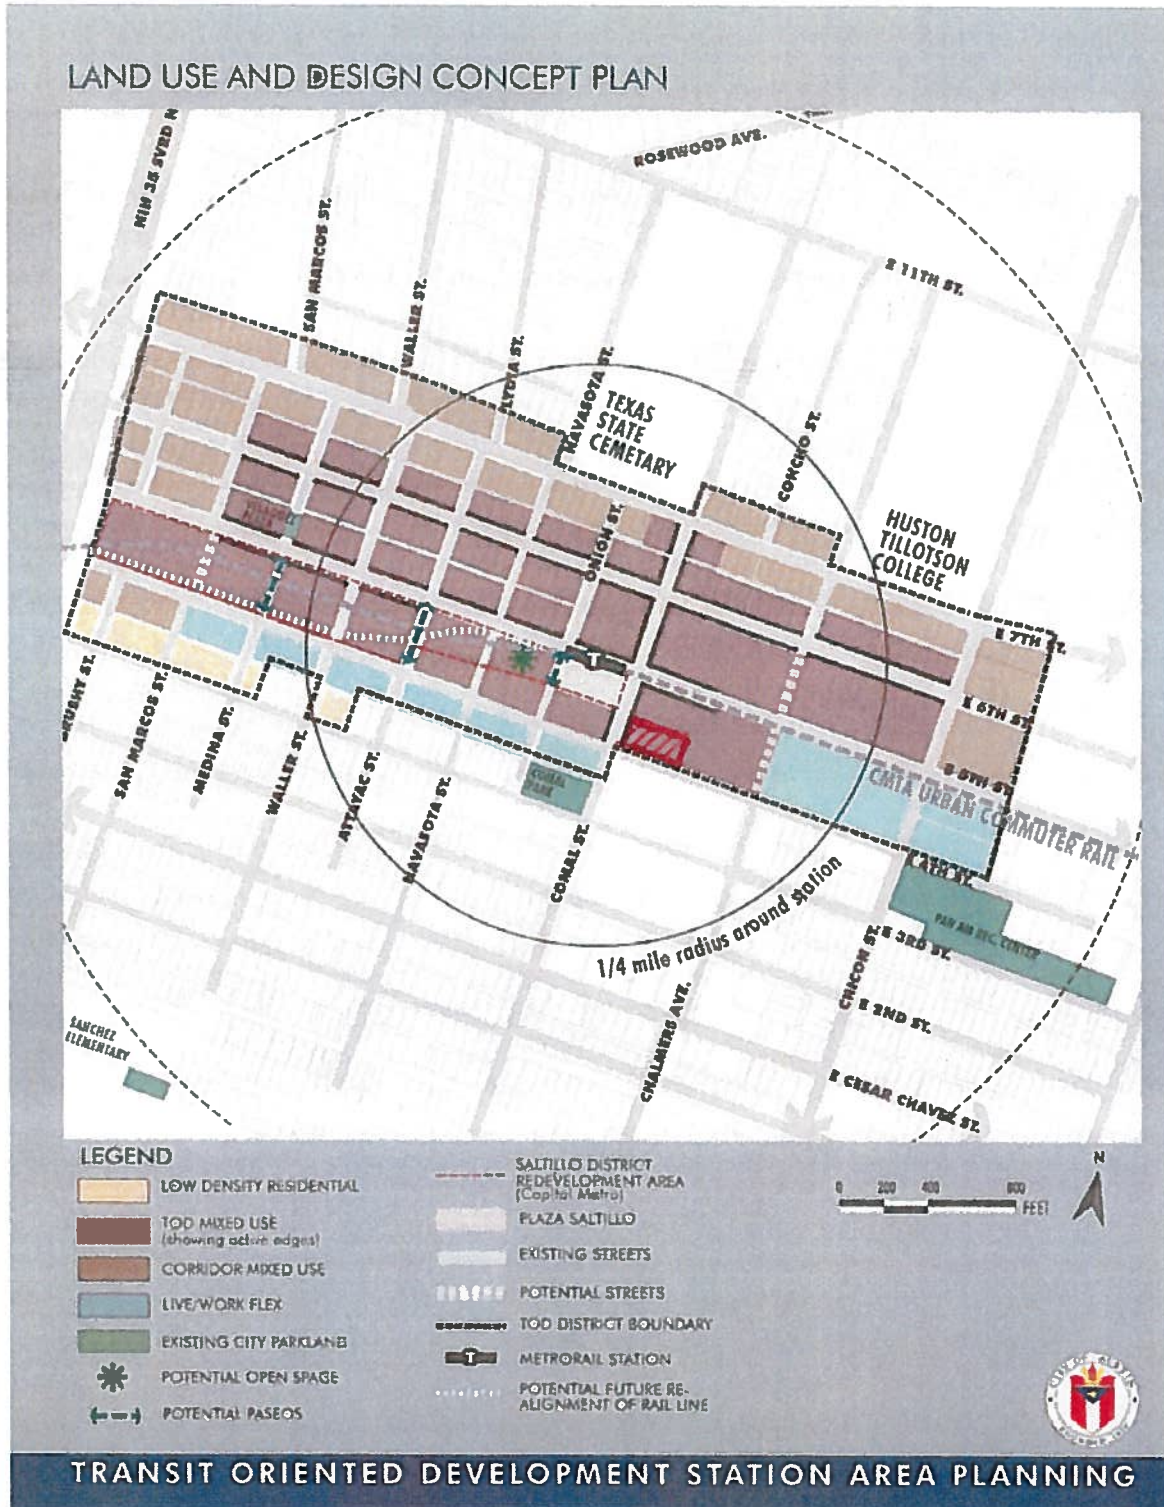 LAND USE AND DESIGN CONCEPT PLAN
ROSEWOOD AVE.
E 11TH ST.
SAN MARCOS ST.
WALLER ST.
LYDIA ST.
NAVASOTA ST.
TEXAS
STATE
CEMETARY
CONCHO ST.
ONION ST.
HUSTON
TILLOTSON
COLLEGE
E 7TH ST.
E 6TH ST.
E 5TH ST.
CMTA URBAN COMMUTER RAIL
T
COMAL
PARK
SAN MARCOS ST.
MEDINA ST.
WALLER ST.
ATTAYAC ST.
NAVASOTA ST.
COMAL ST.
1/4 mile radius around station
4TH ST.
PAN AM REC. CENTER
E 3RD ST.
CHICON ST.
E 2ND ST.
CHALMERS AVE.
E CESAR CHAVEZ ST.
SANCHEZ
ELEMENTARY
LEGEND
LOW DENSITY RESIDENTIAL
TOD MIXED USE
(showing active edges)
CORRIDOR MIXED USE
LIVE/WORK FLEX
EXISTING CITY PARKLAND
POTENTIAL OPEN SPACE
POTENTIAL PASEOS
SALTILLO DISTRICT
REDEVELOPMENT AREA
(Capital Metro)
PLAZA SALTILLO
EXISTING STREETS
POTENTIAL STREETS
TOD DISTRICT BOUNDARY
T METRORAIL STATION
POTENTIAL FUTURE RE-
ALIGNMENT OF RAIL LINE
N
0 200 400 800
FEET
TRANSIT ORIENTED DEVELOPMENT STATION AREA PLANNING